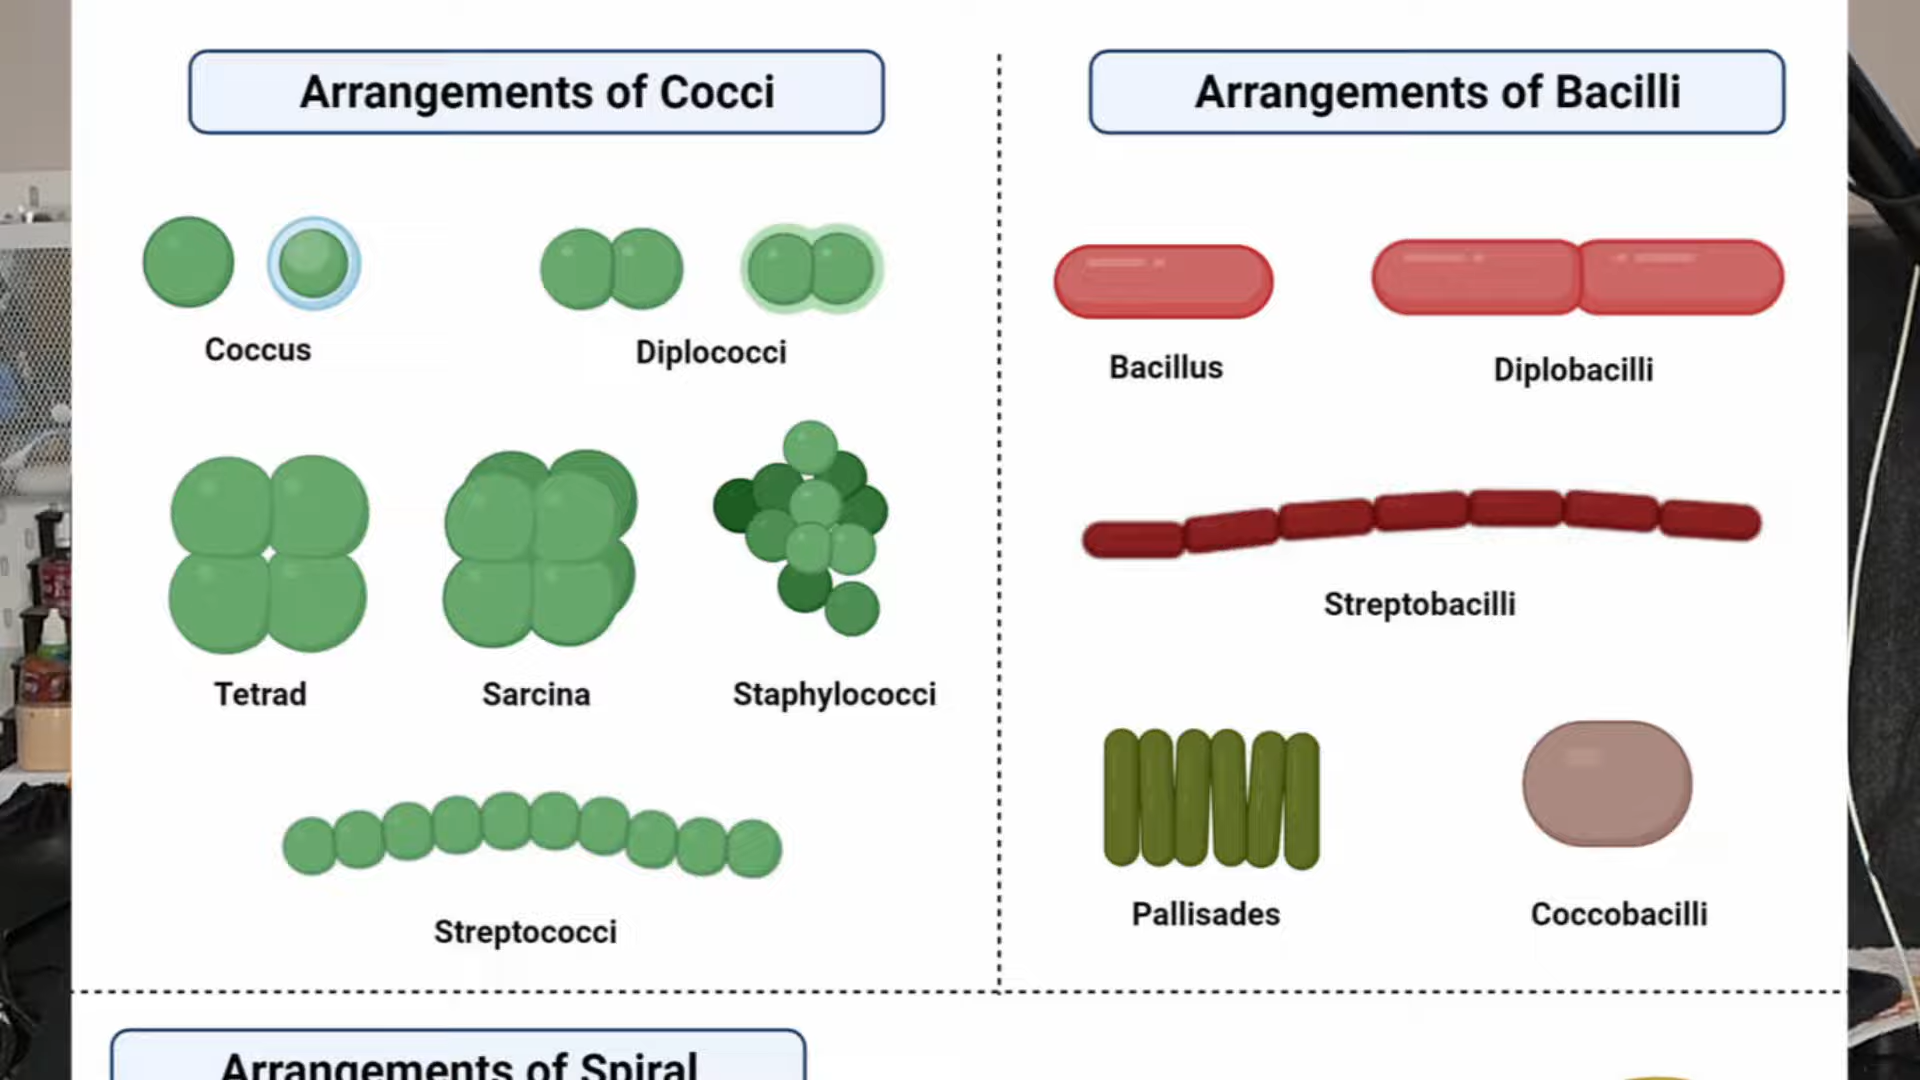 Arrangements of Cocci
Coccus
Diplococci
Tetrad
Sarcina
Staphylococci
Streptococci
Arrangements of Bacilli
Bacillus
Diplobacilli
Streptobacilli
Pallisades
Coccobacilli
Arrangements of Spiral